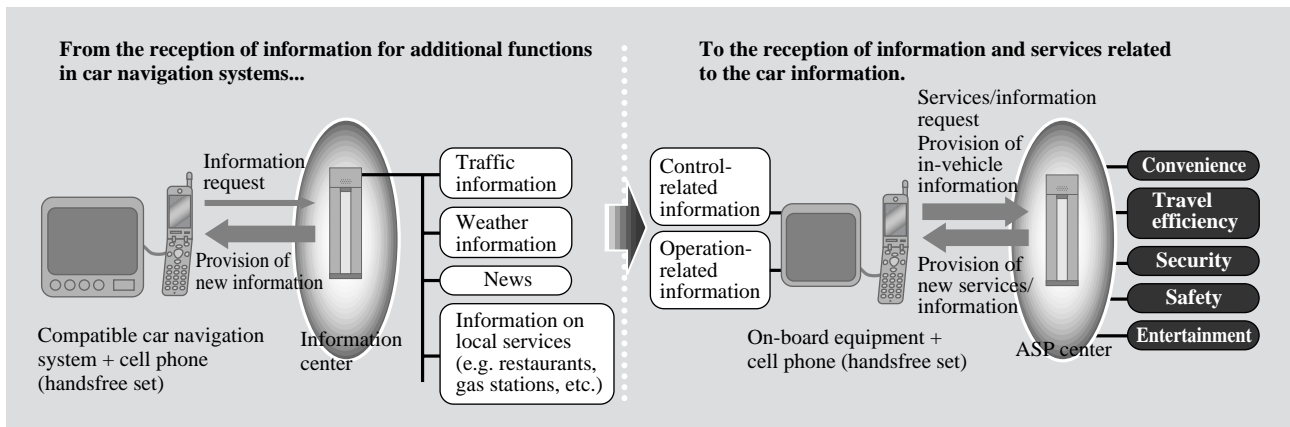 From the reception of information for additional functions
in car navigation systems...
Information
request
Provision of
new information
Compatible car navigation
system + cell phone
(handsfree set)
Information
center
Traffic
information
Weather
information
News
Information on
local services
(e.g. restaurants,
gas stations, etc.)
To the reception of information and services related
to the car information.
Control-
related
information
Operation-
related
information
Services/information
request
Provision of
in-vehicle
information
Provision of
new services/
information
On-board equipment +
cell phone (handsfree set)
ASP center
Convenience
Travel
efficiency
Security
Safety
Entertainment